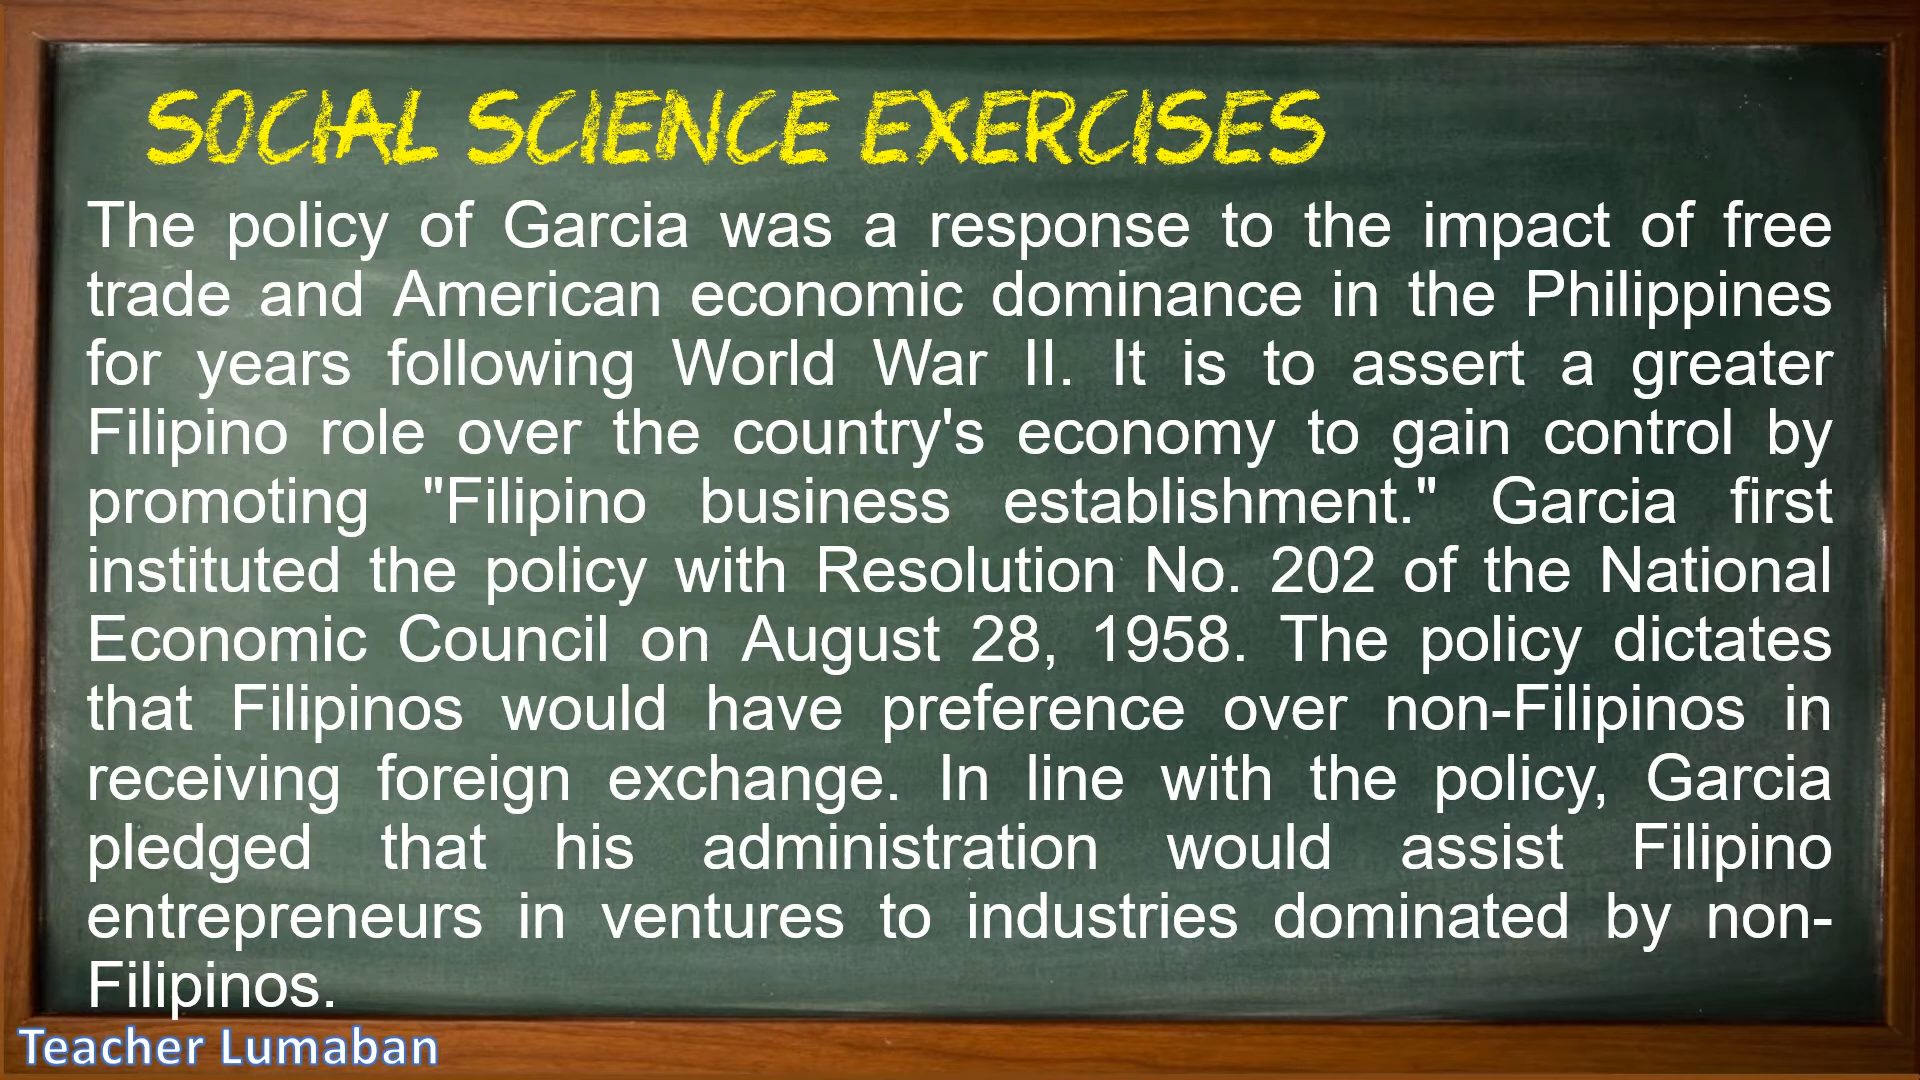 SOCIAL SCIENCE EXERCISES
The policy of Garcia was a response to the impact of free
trade and American economic dominance in the Philippines
for years following World War II. It is to assert a greater
Filipino role over the country's economy to gain control by
promoting "Filipino business establishment." Garcia first
instituted the policy with Resolution No. 202 of the National
Economic Council on August 28, 1958. The policy dictates
that Filipinos would have preference over non-Filipinos in
receiving foreign exchange. In line with the policy, Garcia
pledged that his administration would assist Filipino
entrepreneurs in ventures to industries dominated by non-
Filipinos.
Teacher Lumaban